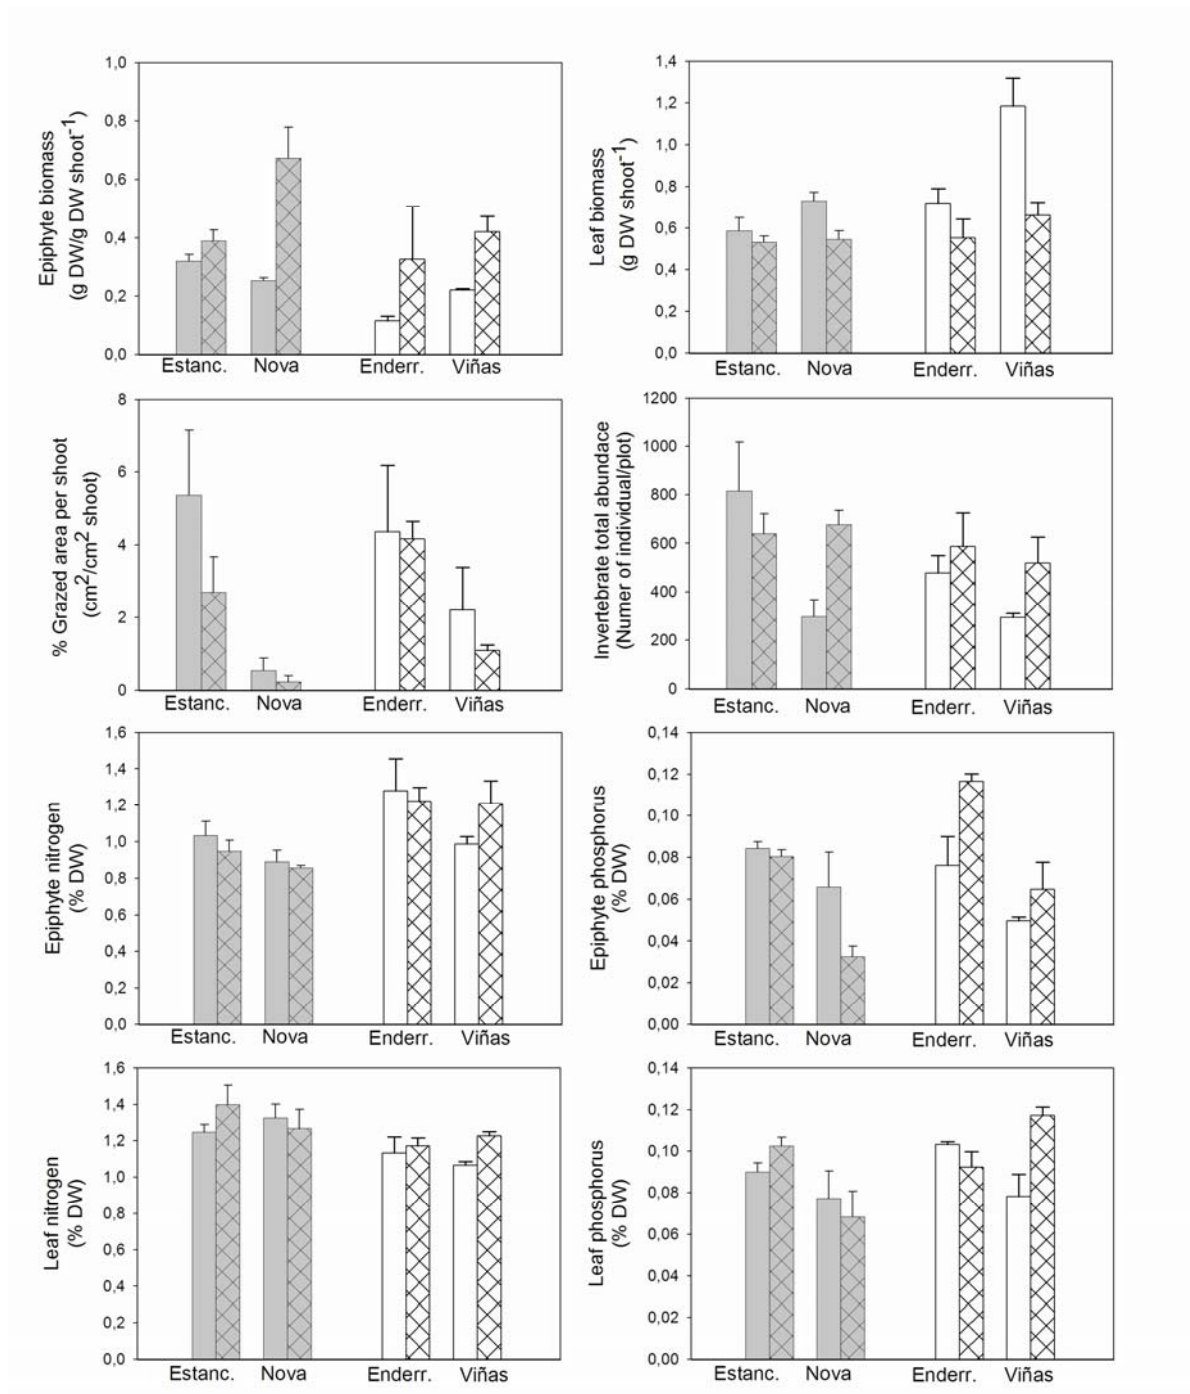 Epiphyte biomass
(g DW/g DW shoot-1)
1,0
0,8
0,6
0,4
0,2
0,0
Estanc. Nova Enderr. Viñas
Leaf biomass
(g DW shoot-1)
1,4
1,2
1,0
0,8
0,6
0,4
0,2
0,0
Estanc. Nova Enderr. Viñas
% Grazed area per shoot
(cm2/cm2 shoot)
8
6
4
2
0
Estanc. Nova Enderr. Viñas
Invertebrate total abundace
(Numer of individual/plot)
1200
1000
800
600
400
200
0
Estanc. Nova Enderr. Viñas
Epiphyte nitrogen
(% DW)
1,6
1,4
1,2
1,0
0,8
0,6
0,4
0,2
0,0
Estanc. Nova Enderr. Viñas
Epiphyte phosphorus
(% DW)
0,14
0,12
0,10
0,08
0,06
0,04
0,02
0,00
Estanc. Nova Enderr. Viñas
Leaf nitrogen
(% DW)
1,6
1,4
1,2
1,0
0,8
0,6
0,4
0,2
0,0
Estanc. Nova Enderr. Viñas
Leaf phosphorus
(% DW)
0,14
0,12
0,10
0,08
0,06
0,04
0,02
0,00
Estanc. Nova Enderr. Viñas